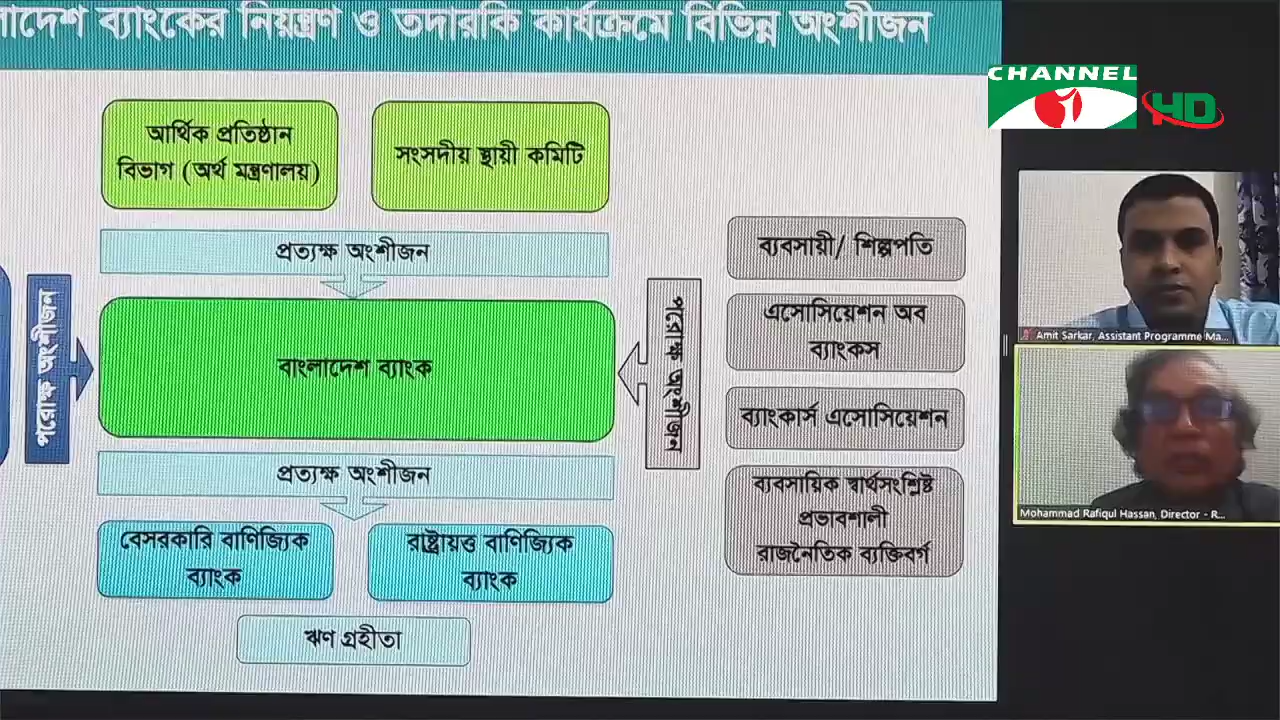 লাদেশ ব্যাংকের নিয়ন্ত্রণ ও তদারকি কার্যক্রমে বিভিন্ন অংশীজন
CHANNEL
i HD
আর্থিক প্রতিষ্ঠান
বিভাগ (অর্থ মন্ত্রণালয়)
সংসদীয় স্থায়ী কমিটি
প্রত্যক্ষ অংশীজন
পরোক্ষ অংশীজন
বাংলাদেশ ব্যাংক
পরোক্ষ অংশীজন
প্রত্যক্ষ অংশীজন
বেসরকারি বাণিজ্যিক
ব্যাংক
রাষ্ট্রায়ত্ত বাণিজ্যিক
ব্যাংক
ঋণ গ্রহীতা
ব্যবসায়ী/ শিল্পপতি
এসোসিয়েশন অব
ব্যাংকস
ব্যাংকার্স এসোসিয়েশন
ব্যবসায়িক স্বার্থসংশ্লিষ্ট
প্রভাবশালী
রাজনৈতিক ব্যক্তিবর্গ
Amit Sarkar, Assistant Programme Ma...
Mohammad Rafiqul Hassan, Director - R...